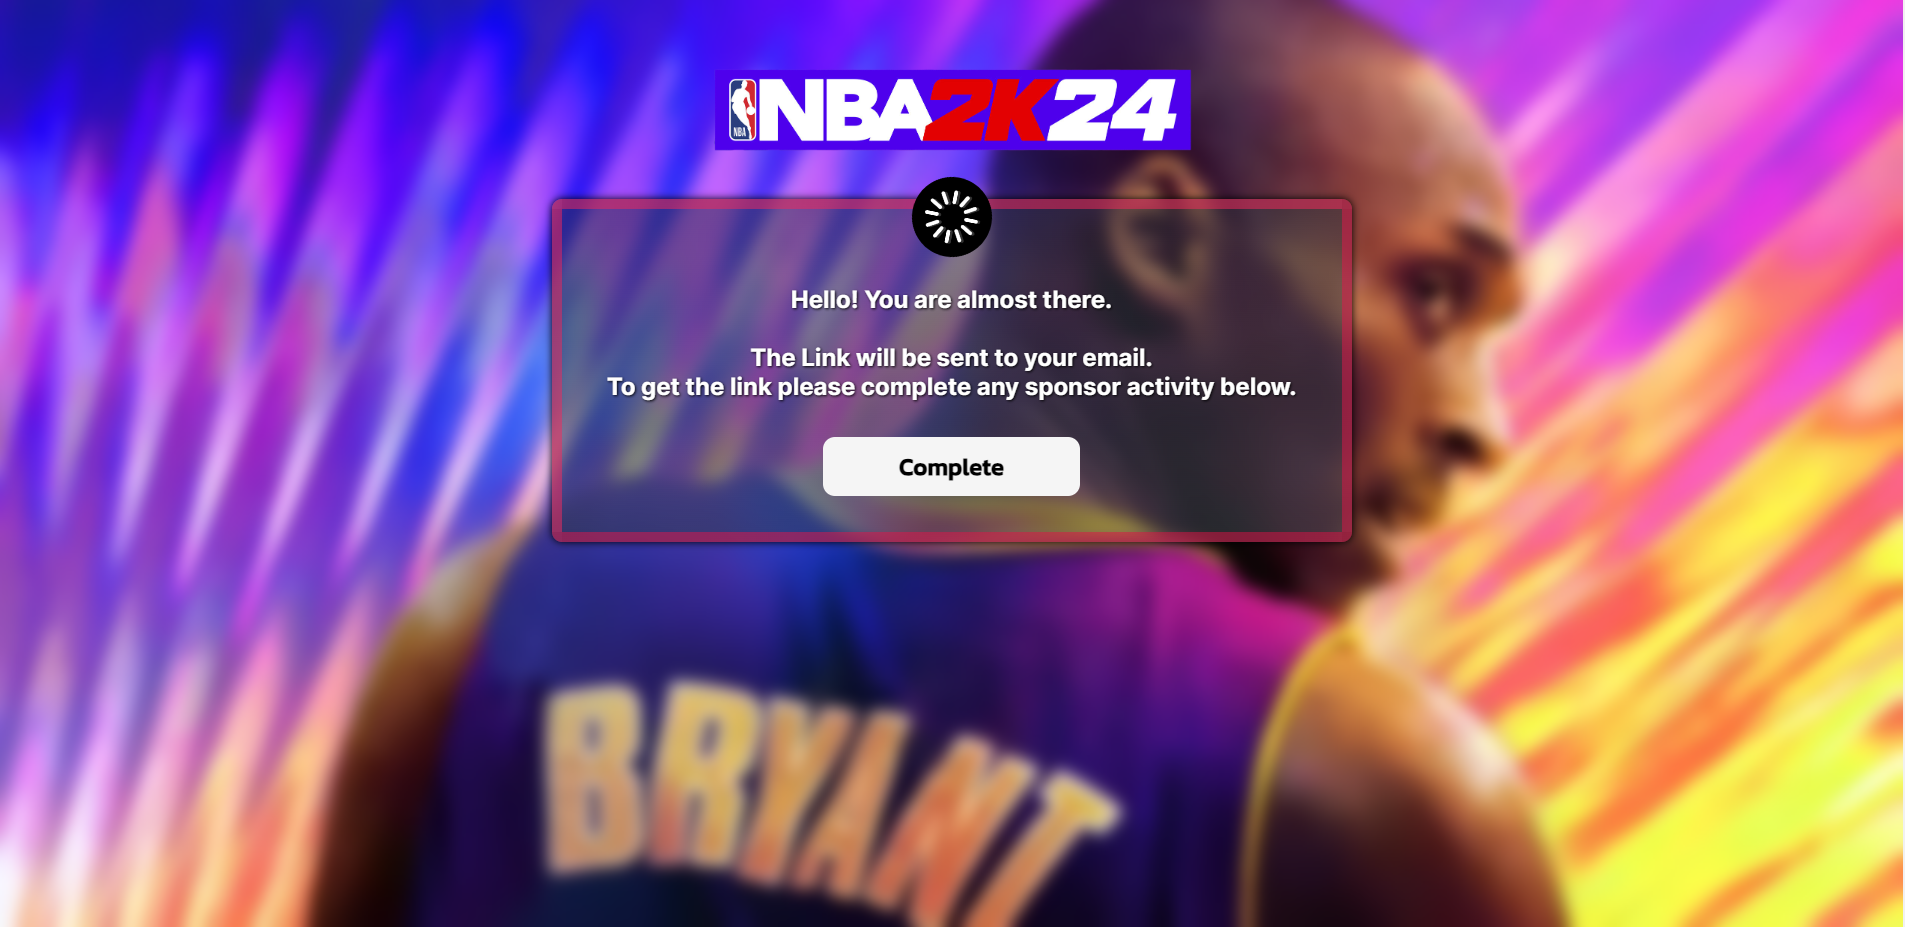 NBA
NBA2K24
Hello! You are almost there.
The Link will be sent to your email.
To get the link please complete any sponsor activity below.
Complete
BRYANT